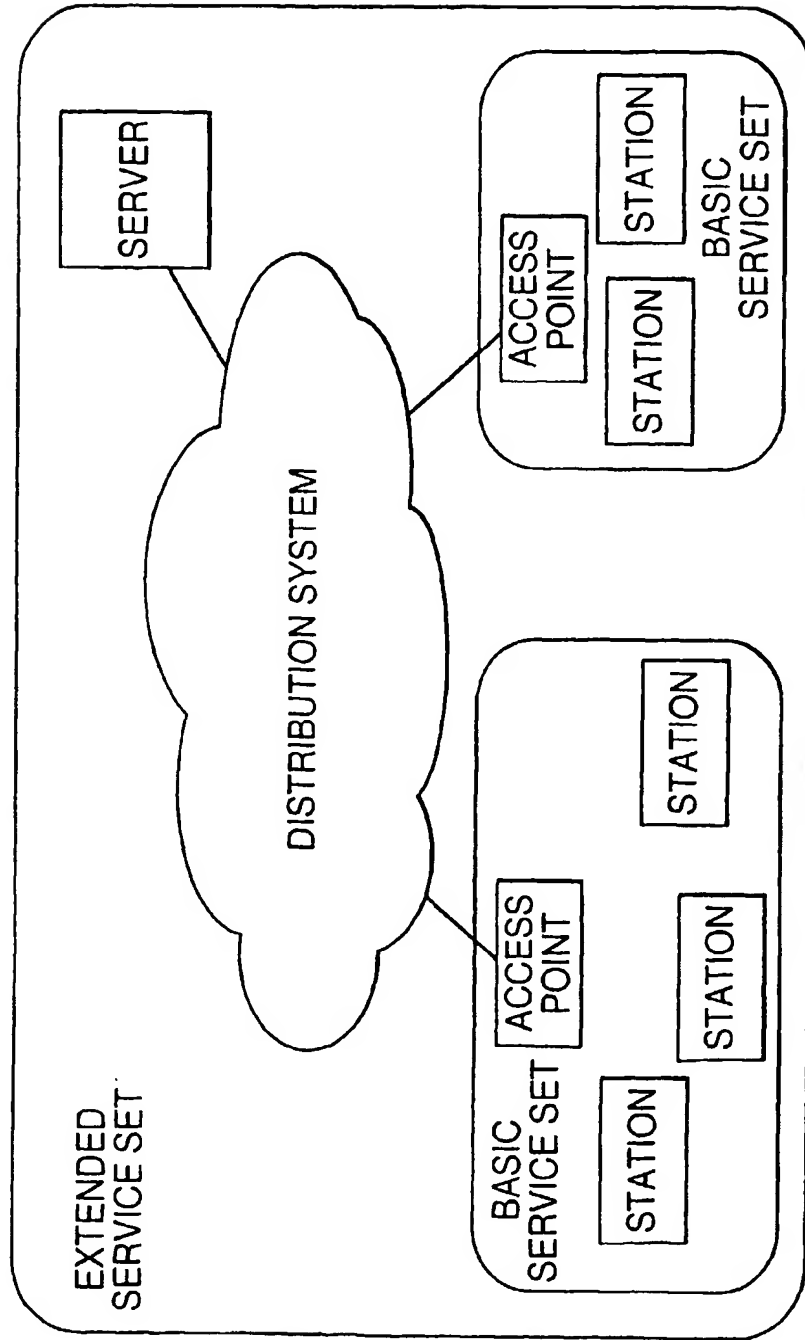 EXTENDED
SERVICE SET
SERVER
DISTRIBUTION SYSTEM
BASIC
SERVICE SET
ACCESS
POINT
STATION
STATION
STATION
ACCESS
POINT
STATION
STATION
BASIC
SERVICE SET